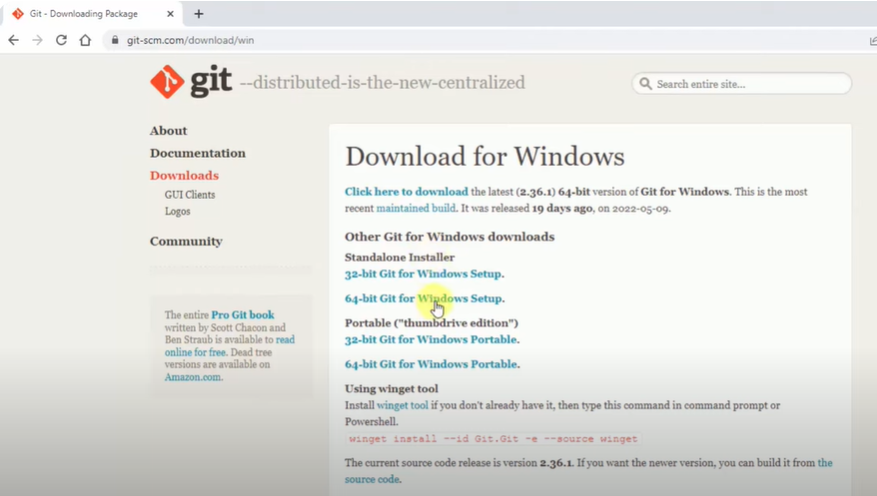 Git - Downloading Package
git-scm.com/download/win
git --distributed-is-the-new-centralized
Search entire site...
About
Documentation
Downloads
GUI Clients
Logos
Community
The entire Pro Git book
written by Scott Chacon and
Ben Straub is available to read
online for free. Dead tree
versions are available on
Amazon.com.
Download for Windows
Click here to download the latest (2.36.1) 64-bit version of Git for Windows. This is the most
recent maintained build. It was released 19 days ago, on 2022-05-09.
Other Git for Windows downloads
Standalone Installer
32-bit Git for Windows Setup.
64-bit Git for Windows Setup.
Portable ("thumbdrive edition")
32-bit Git for Windows Portable.
64-bit Git for Windows Portable.
Using winget tool
Install winget tool if you don't already have it, then type this command in command prompt or
Powershell.
winget install --id Git.Git -e --source winget
The current source code release is version 2.36.1. If you want the newer version, you can build it from the
source code.